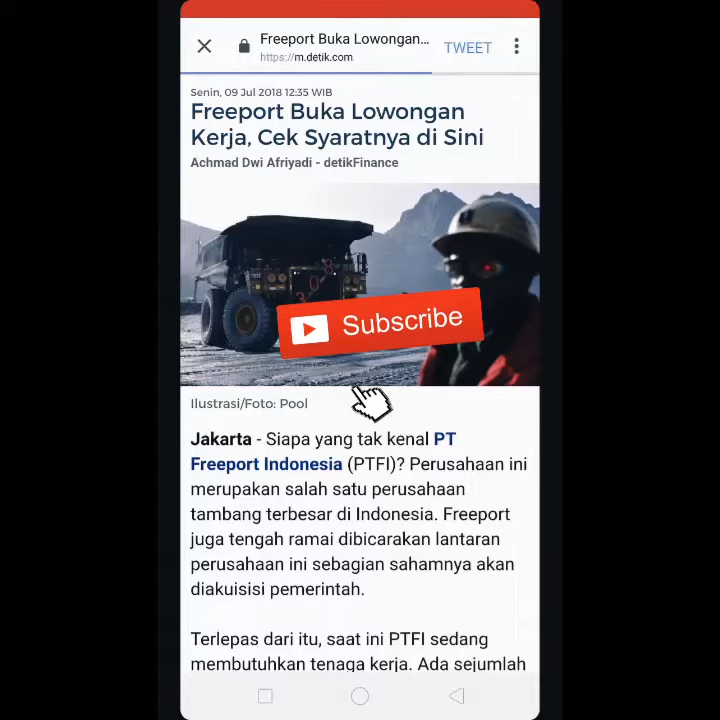 Freeport Buka Lowongan...
https://m.detik.com
TWEET
Senin, 09 Jul 2018 12:35 WIB
Freeport Buka Lowongan
Kerja, Cek Syaratnya di Sini
Achmad Dwi Afriyadi - detikFinance
Subscribe
Ilustrasi/Foto: Pool
Jakarta - Siapa yang tak kenal PT
Freeport Indonesia (PTFI)? Perusahaan ini
merupakan salah satu perusahaan
tambang terbesar di Indonesia. Freeport
juga tengah ramai dibicarakan lantaran
perusahaan ini sebagian sahamnya akan
diakuisisi pemerintah.
Terlepas dari itu, saat ini PTFI sedang
membutuhkan tenaga kerja. Ada sejumlah